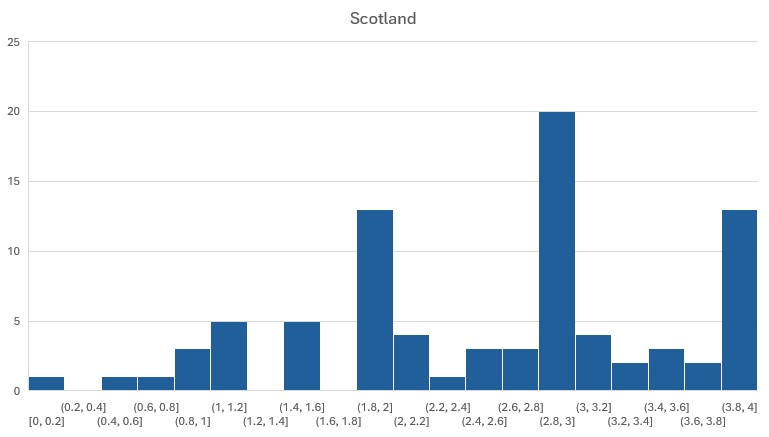 Scotland
25
20
15
10
5
0
(0.2, 0.4] (0.6, 0.8] (1, 1.2] (1.4, 1.6] (1.8, 2] (2.2, 2.4] (2.6, 2.8] (3, 3.2] (3.4, 3.6] (3.8, 4]
[0, 0.2] (0.4, 0.6] (0.8, 1] (1.2, 1.4] (1.6, 1.8] (2, 2.2] (2.4, 2.6] (2.8, 3] (3.2, 3.4] (3.6, 3.8]